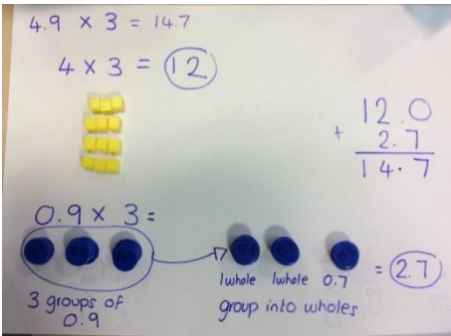 4.9 × 3 = 14.7
4 × 3 = 12
12.0
+ 2.7
14.7
0.9 × 3 =
1whole 1whole 0.7 = 2.7
3 groups of
0.9
group into wholes